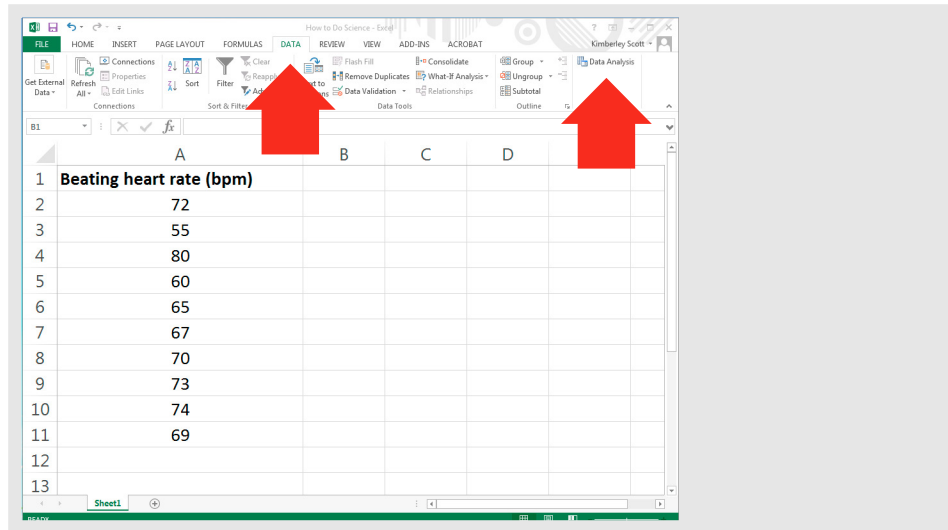 How to Do Science - Excel
FILE HOME INSERT PAGE LAYOUT FORMULAS DATA REVIEW VIEW ADD-INS ACROBAT Kimberley Scott
Get External Data
Refresh All
Connections
Properties
Edit Links
Connections
Sort
Filter
Clear
Sort & Filter
Flash Fill
Remove Duplicates
Data Validation
Consolidate
What-If Analysis
Relationships
Data Tools
Group
Ungroup
Subtotal
Outline
Data Analysis
B1 fx
A B C D
1 Beating heart rate (bpm)
2 72
3 55
4 80
5 60
6 65
7 67
8 70
9 73
10 74
11 69
12
13
Sheet1
READY